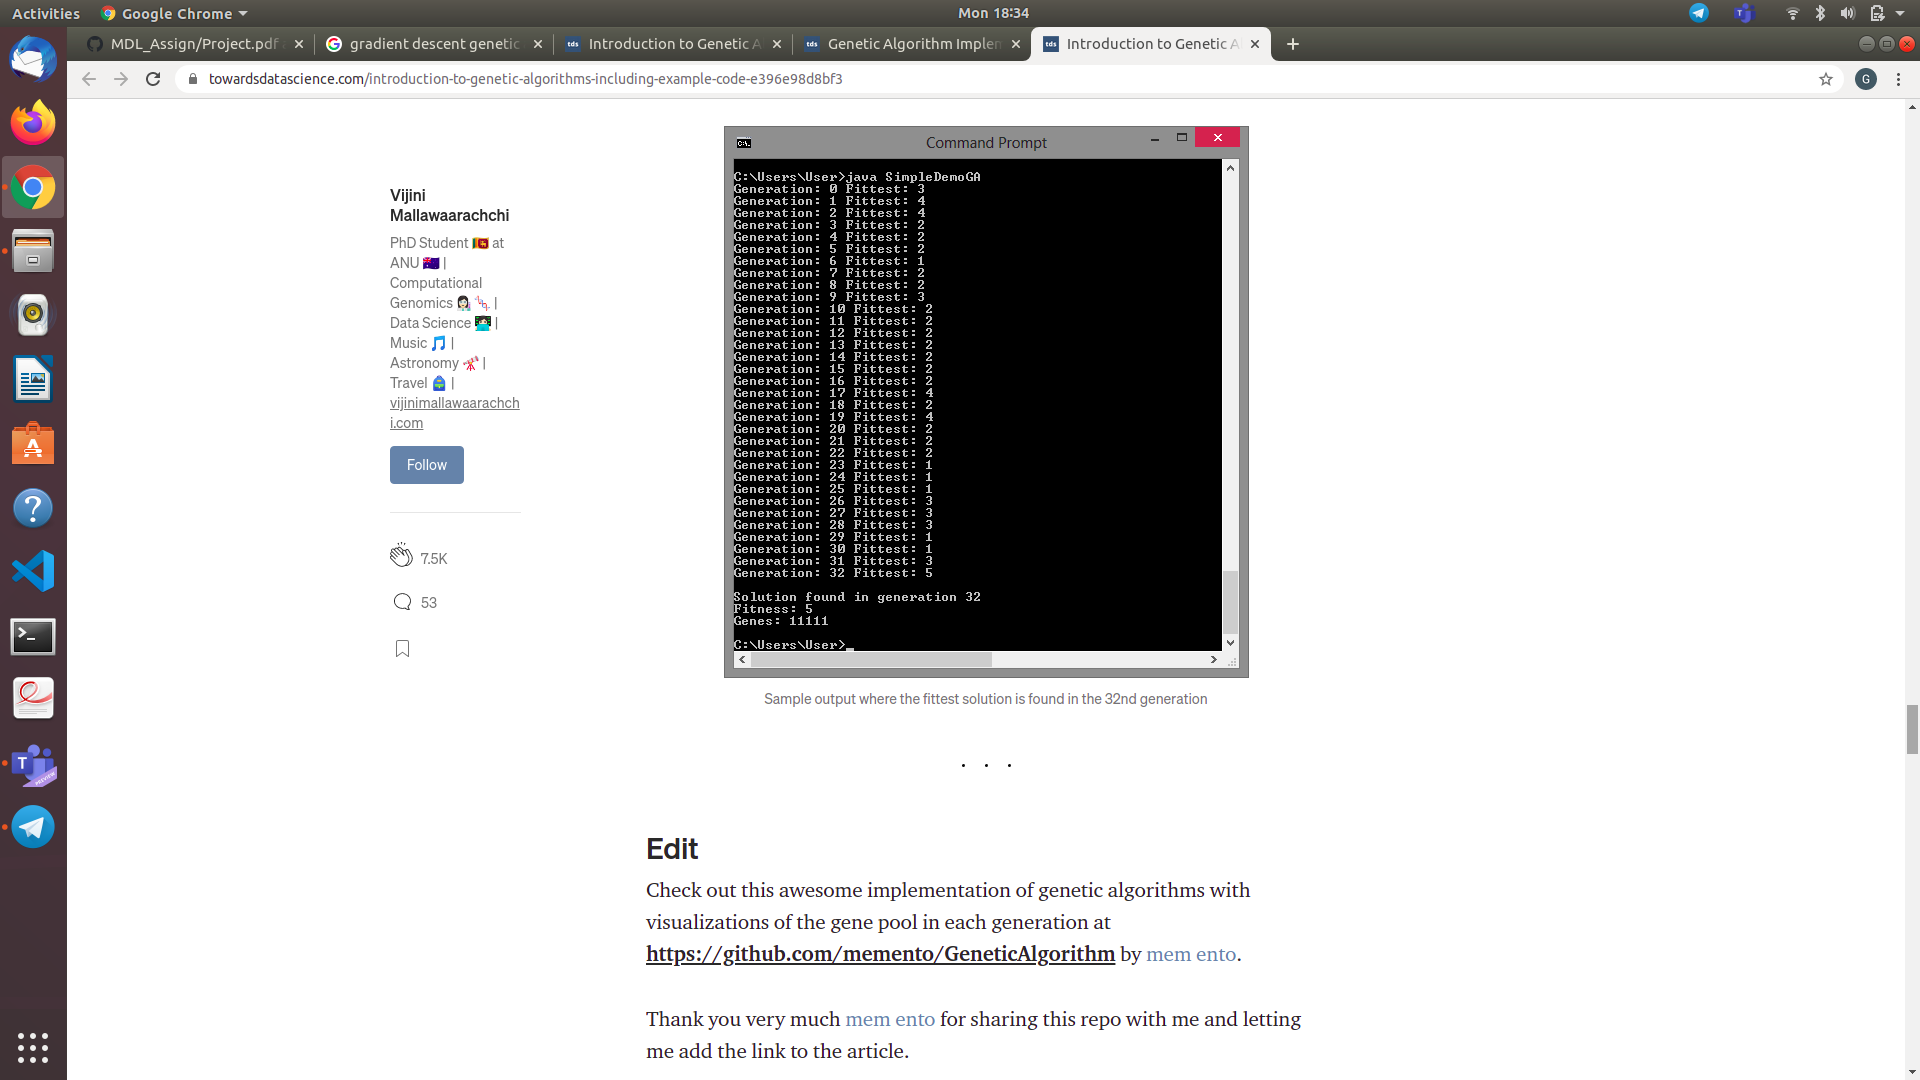 Activities
Google Chrome
Mon 18:34
MDL_Assign/Project.pdf
gradient descent genetic
Introduction to Genetic A
Genetic Algorithm Implem
Introduction to Genetic A
towardsdatascience.com/introduction-to-genetic-algorithms-including-example-code-e396e98d8bf3
G
Vijini
Mallawaarachchi
PhD Student 🇱🇰 at
ANU 🇦🇺 |
Computational
Genomics 👩🏻‍🔬 🧬 |
Data Science 👩🏻‍💻 |
Music 🎵 |
Astronomy 🔭 |
Travel 🎒 |
vijinimallawaarachch
i.com
Follow
7.5K
53
Command Prompt
C:\Users\User>java SimpleDemoGA
Generation: 0 Fittest: 3
Generation: 1 Fittest: 4
Generation: 2 Fittest: 4
Generation: 3 Fittest: 2
Generation: 4 Fittest: 2
Generation: 5 Fittest: 2
Generation: 6 Fittest: 1
Generation: 7 Fittest: 2
Generation: 8 Fittest: 2
Generation: 9 Fittest: 3
Generation: 10 Fittest: 2
Generation: 11 Fittest: 2
Generation: 12 Fittest: 2
Generation: 13 Fittest: 2
Generation: 14 Fittest: 2
Generation: 15 Fittest: 2
Generation: 16 Fittest: 2
Generation: 17 Fittest: 4
Generation: 18 Fittest: 2
Generation: 19 Fittest: 4
Generation: 20 Fittest: 2
Generation: 21 Fittest: 2
Generation: 22 Fittest: 2
Generation: 23 Fittest: 1
Generation: 24 Fittest: 1
Generation: 25 Fittest: 1
Generation: 26 Fittest: 3
Generation: 27 Fittest: 3
Generation: 28 Fittest: 3
Generation: 29 Fittest: 1
Generation: 30 Fittest: 1
Generation: 31 Fittest: 3
Generation: 32 Fittest: 5
Solution found in generation 32
Fitness: 5
Genes: 11111
C:\Users\User>_
Sample output where the fittest solution is found in the 32nd generation
. . .
Edit
Check out this awesome implementation of genetic algorithms with
visualizations of the gene pool in each generation at
https://github.com/memento/GeneticAlgorithm by mem ento.
Thank you very much mem ento for sharing this repo with me and letting
me add the link to the article.